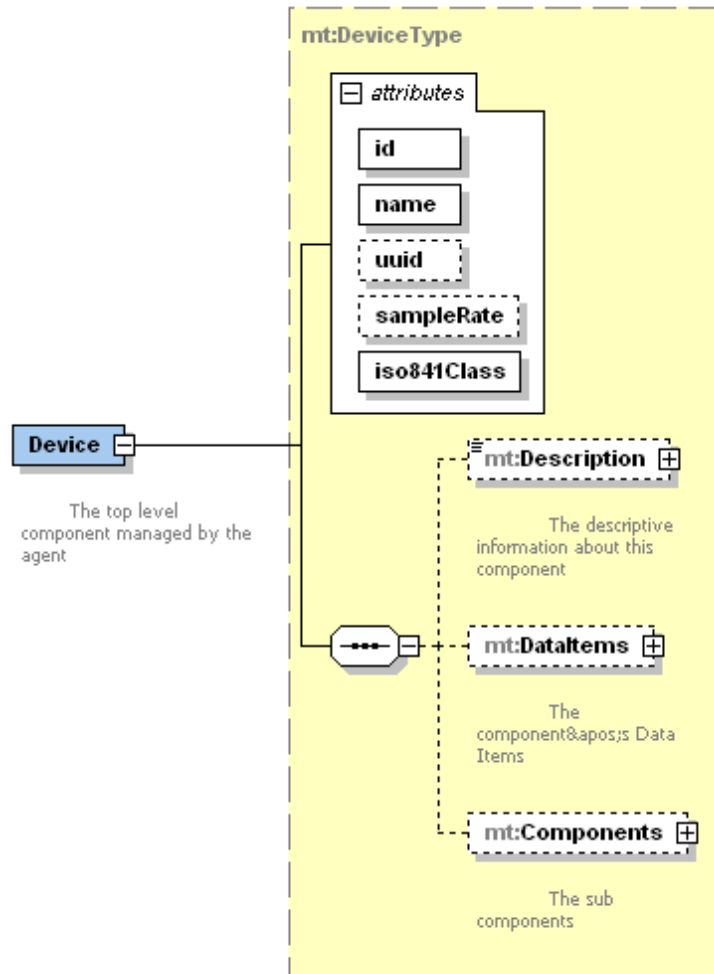 mt:DeviceType
attributes
id
name
uuid
sampleRate
iso841Class
Device
The top level
component managed by the
agent
mt:Description
The descriptive
information about this
component
mt:DataItems
The
component&apos;s Data
Items
mt:Components
The sub
components